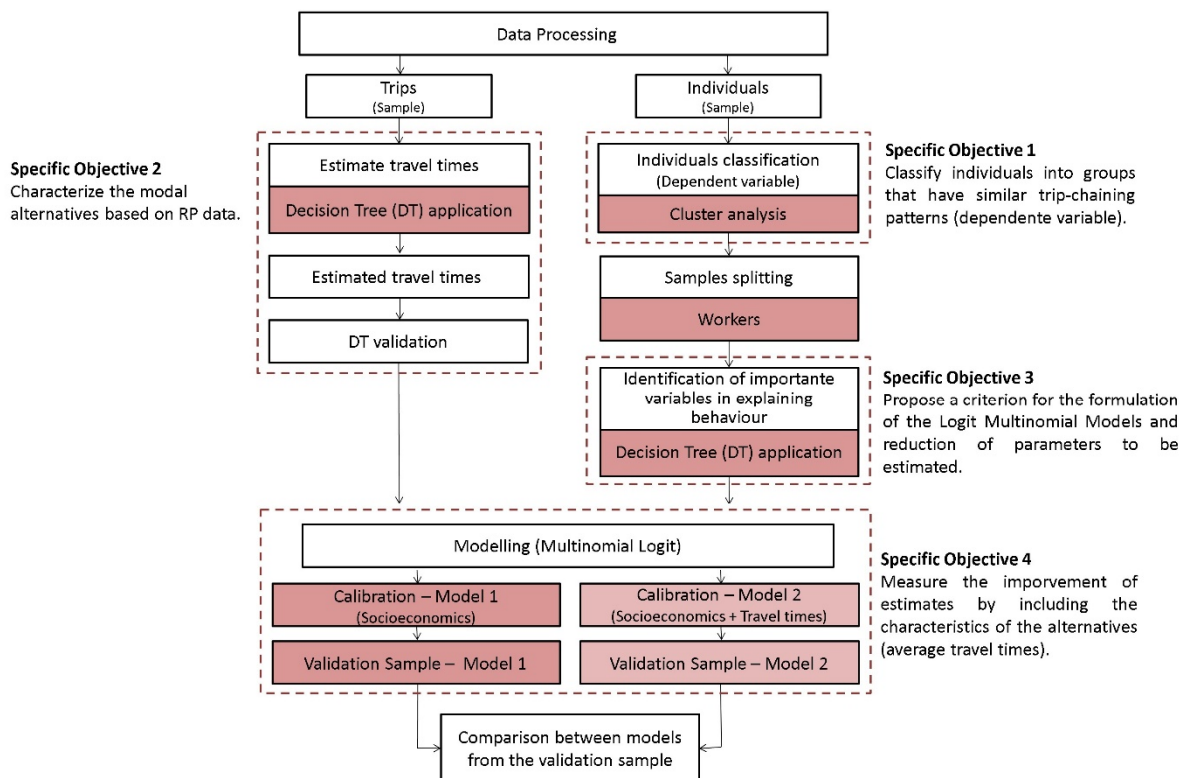 Data Processing
Trips
(Sample)
Individuals
(Sample)
Specific Objective 2
Characterize the modal
alternatives based on RP data.
Estimate travel times
Decision Tree (DT) application
Estimated travel times
DT validation
Individuals classification
(Dependent variable)
Cluster analysis
Specific Objective 1
Classify individuals into groups
that have similar trip-chaining
patterns (dependente variable).
Samples splitting
Workers
Identification of importante
variables in explaining
behaviour
Decision Tree (DT) application
Specific Objective 3
Propose a criterion for the formulation
of the Logit Multinomial Models and
reduction of parameters to be
estimated.
Modelling (Multinomial Logit)
Calibration – Model 1
(Socioeconomics)
Calibration – Model 2
(Socioeconomics + Travel times)
Validation Sample – Model 1
Validation Sample – Model 2
Specific Objective 4
Measure the imporvement of
estimates by including the
characteristics of the alternatives
(average travel times).
Comparison between models
from the validation sample